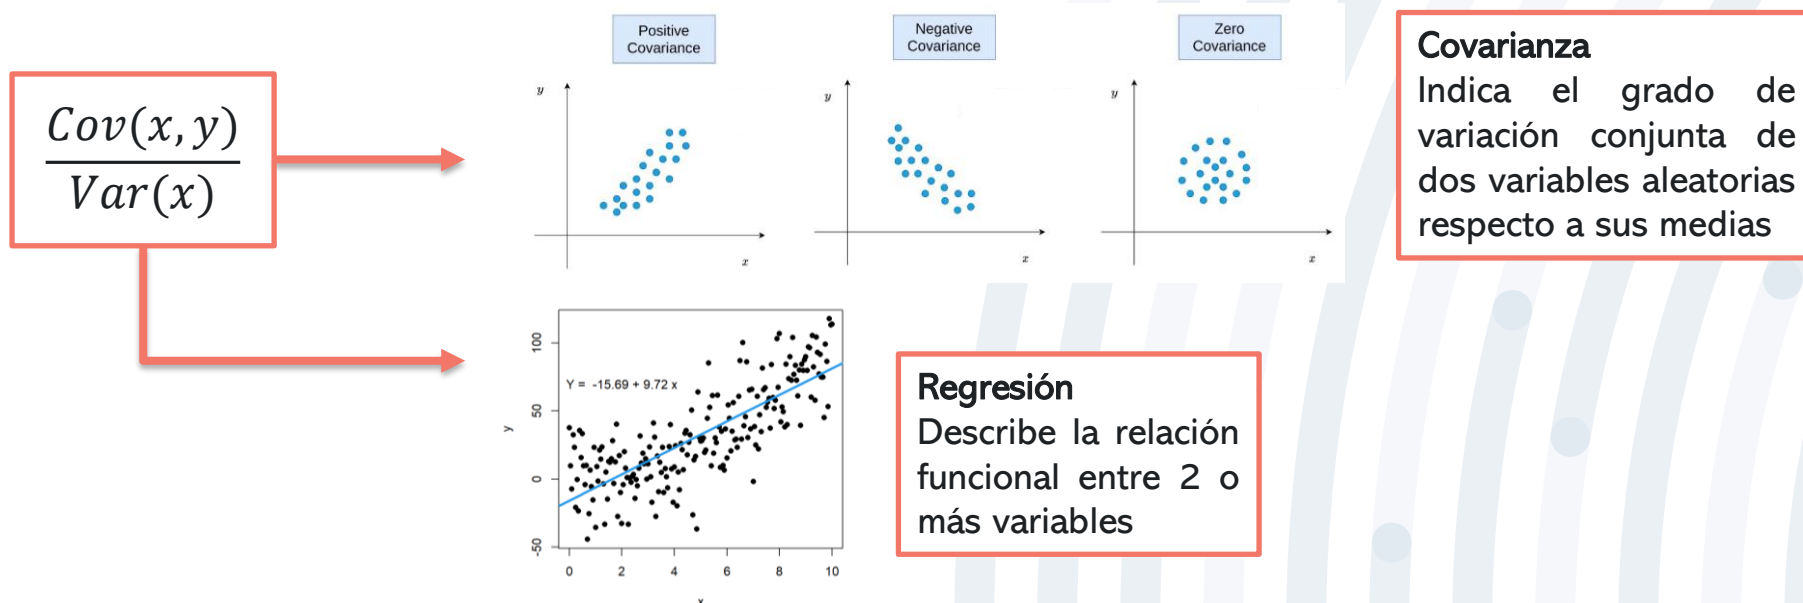 Cov(x, y)
Var(x)
Positive
Covariance
y
x
Negative
Covariance
y
x
Zero
Covariance
y
x
Covarianza
Indica el grado de
variación conjunta de
dos variables aleatorias
respecto a sus medias
Y = -15.69 + 9.72 x
y
100
50
0
-50
0 2 4 6 8 10
x
Regresión
Describe la relación
funcional entre 2 o
más variables